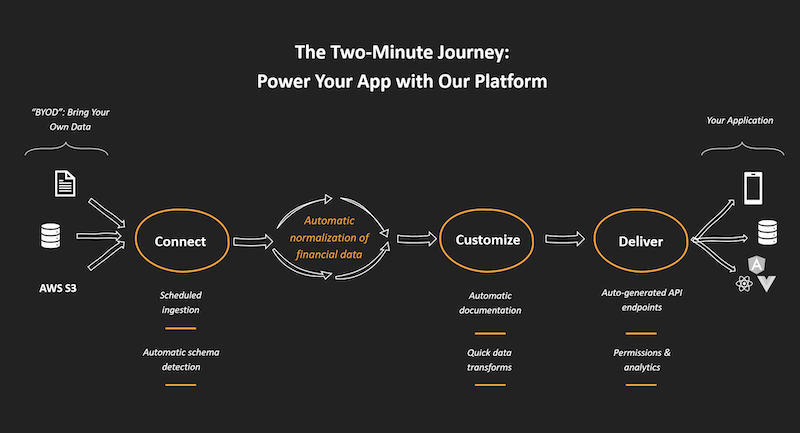 The Two-Minute Journey:
Power Your App with Our Platform
“BYOD”: Bring Your
Own Data
Your Application
AWS S3
Connect
Automatic
normalization of
financial data
Customize
Deliver
Scheduled
ingestion
Automatic schema
detection
Automatic
documentation
Quick data
transforms
Auto-generated API
endpoints
Permissions &
analytics
A